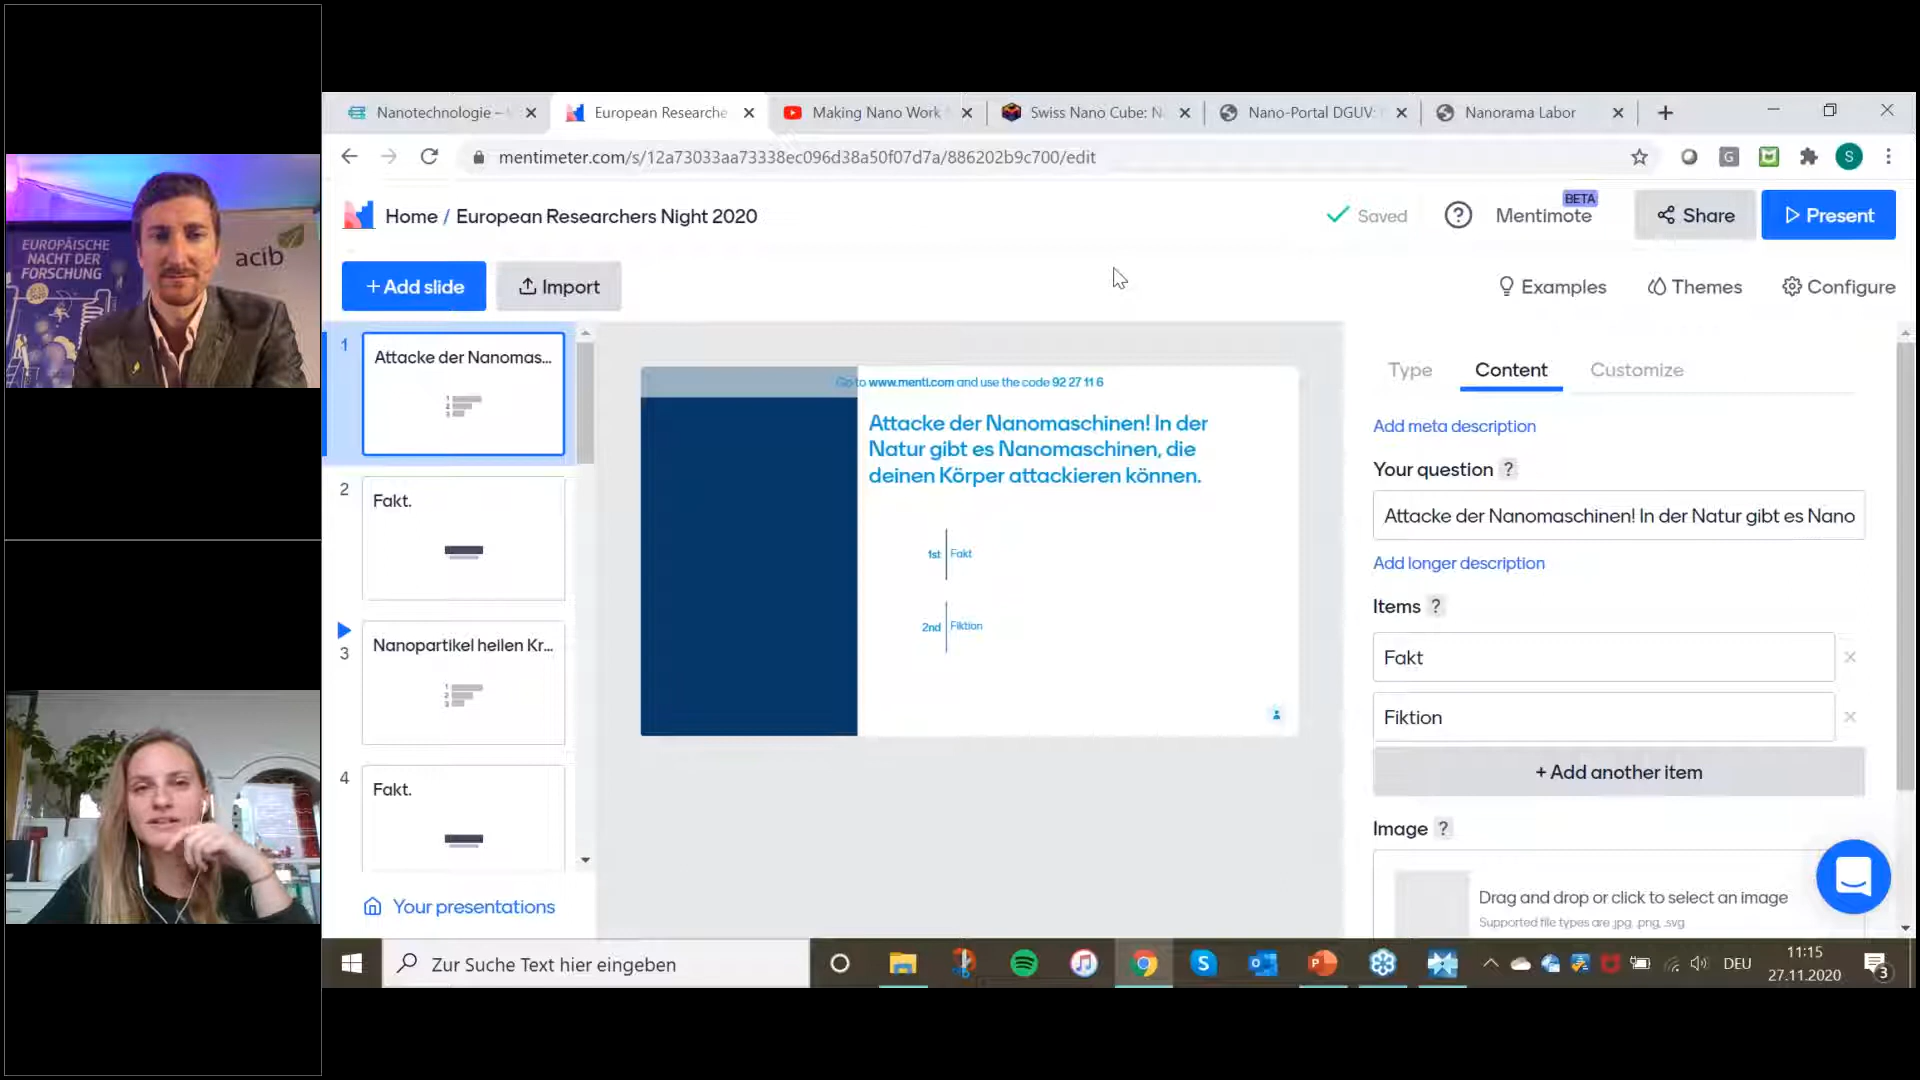 EUROPÄISCHE
NACHT DER
FORSCHUNG
acib
Nanotechnologie –
European Researche
Making Nano Work
Swiss Nano Cube: N
Nano-Portal DGUV:
Nanorama Labor
mentimeter.com/s/12a73033aa73338ec096d38a50f07d7a/886202b9c700/edit
S
Home / European Researchers Night 2020
Saved
Mentimote
BETA
Share
Present
+ Add slide
Import
Examples
Themes
Configure
1
Attacke der Nanomas...
2
Fakt.
3
Nanopartikel heilen Kr...
4
Fakt.
Your presentations
Go to www.menti.com and use the code 92 27 11 6
Attacke der Nanomaschinen! In der
Natur gibt es Nanomaschinen, die
deinen Körper attackieren können.
1st Fakt
2nd Fiktion
Type
Content
Customize
Add meta description
Your question ?
Attacke der Nanomaschinen! In der Natur gibt es Nano
Add longer description
Items ?
Fakt
Fiktion
+ Add another item
Image ?
Drag and drop or click to select an image
Supported file types are .jpg, .png, .svg
Zur Suche Text hier eingeben
DEU
11:15
27.11.2020
3